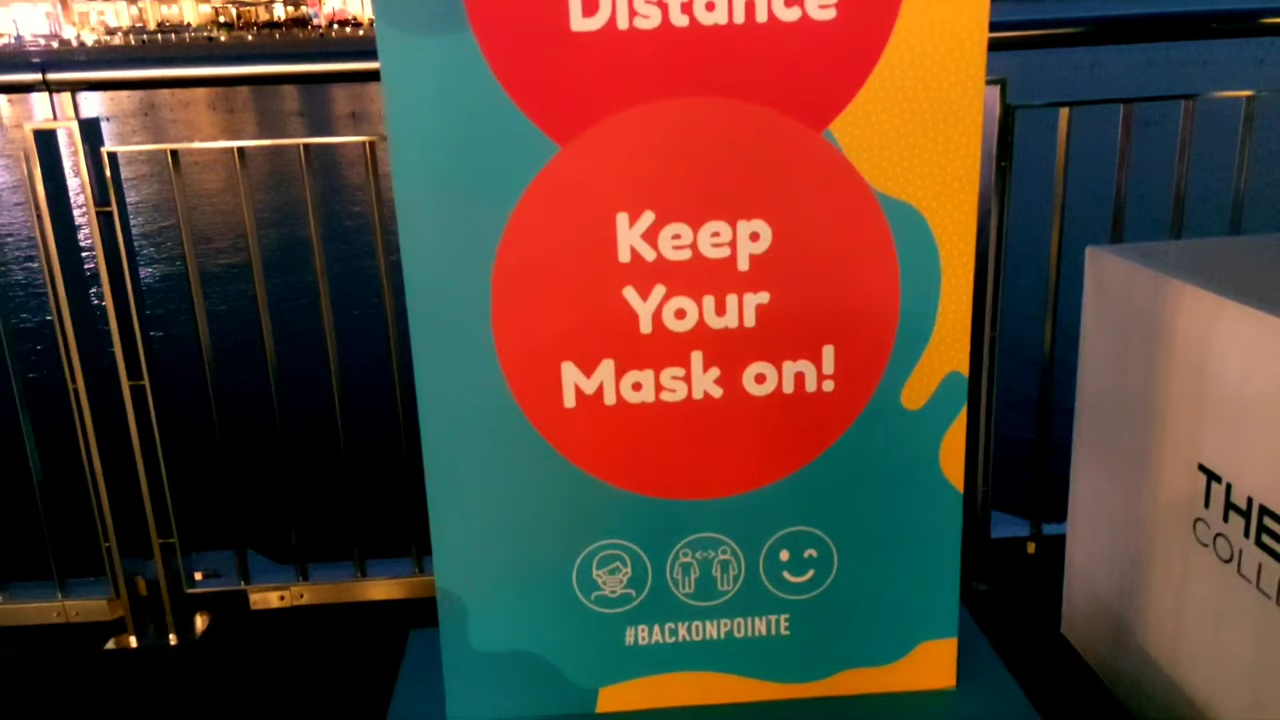 Distance
Keep
Your
Mask on!
#BACKONPOINTE
THE
COLL